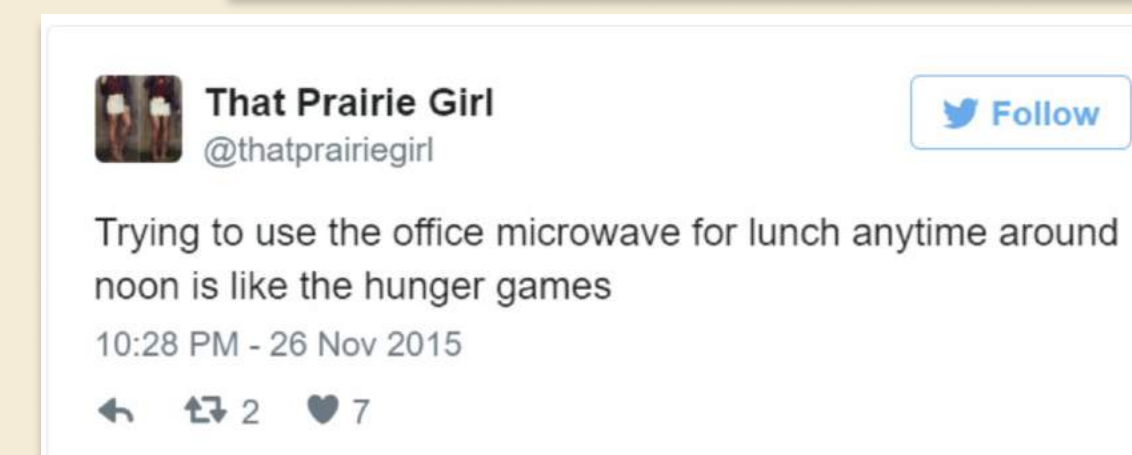 That Prairie Girl
Follow
@thatprairiegirl
Trying to use the office microwave for lunch anytime around
noon is like the hunger games
10:28 PM - 26 Nov 2015
2 7